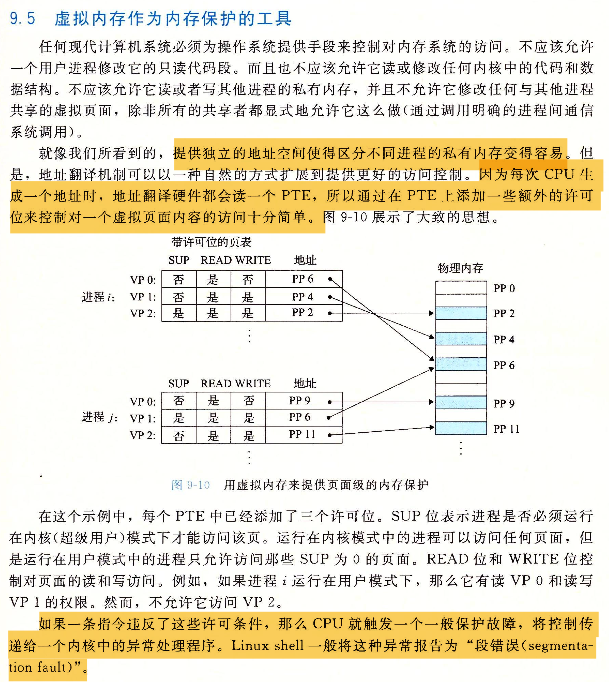 9.5 虚拟内存作为内存保护的工具
任何现代计算机系统必须为操作系统提供手段来控制对内存系统的访问。不应该允许
一个用户进程修改它的只读代码段。而且也不应该允许它读或修改任何内核中的代码和数
据结构。不应该允许它读或者写其他进程的私有内存，并且不允许它修改任何与其他进程
共享的虚拟页面，除非所有的共享者都显式地允许它这么做(通过调用明确的进程间通信
系统调用)。
就像我们所看到的，提供独立的地址空间使得区分不同进程的私有内存变得容易。但
是，地址翻译机制可以以一种自然的方式扩展到提供更好的访问控制。因为每次 CPU 生
成一个地址时，地址翻译硬件都会读一个 PTE，所以通过在 PTE 上添加一些额外的许可
位来控制对一个虚拟页面内容的访问十分简单。图 9-10 展示了大致的思想。
带许可位的页表
SUP READ WRITE 地址
物理内存
进程 i:
VP 0: 否 是 否 PP 6
VP 1: 否 是 是 PP 4
VP 2: 是 是 是 PP 2
⋮
SUP READ WRITE 地址
进程 j:
VP 0: 否 是 否 PP 9
VP 1: 是 是 是 PP 6
VP 2: 否 是 是 PP 11
⋮
PP 0
PP 2
PP 4
PP 6
PP 9
PP 11
⋮
图 9-10 用虚拟内存来提供页面级的内存保护
在这个示例中，每个 PTE 中已经添加了三个许可位。SUP 位表示进程是否必须运行
在内核(超级用户)模式下才能访问该页。运行在内核模式中的进程可以访问任何页面，但
是运行在用户模式中的进程只允许访问那些 SUP 为 0 的页面。READ 位和 WRITE 位控
制对页面的读和写访问。例如，如果进程 i 运行在用户模式下，那么它有读 VP 0 和读写
VP 1 的权限。然而，不允许它访问 VP 2。
如果一条指令违反了这些许可条件，那么 CPU 就触发一个一般保护故障，将控制传
递给一个内核中的异常处理程序。Linux shell 一般将这种异常报告为“段错误(segmenta-
tion fault)”。